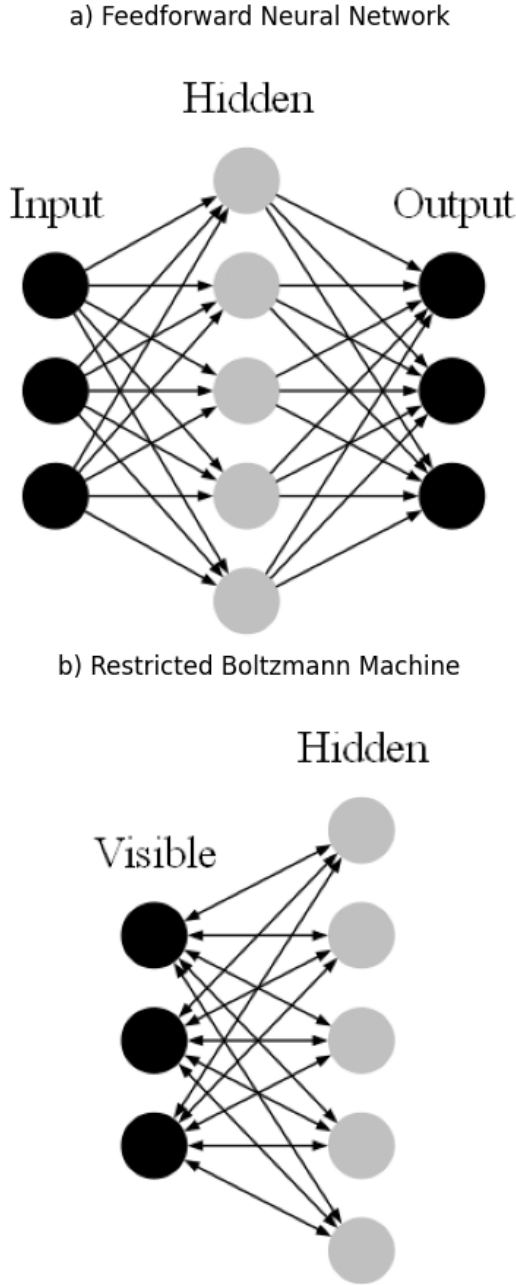 a) Feedforward Neural Network
Hidden
Input
Output
b) Restricted Boltzmann Machine
Hidden
Visible